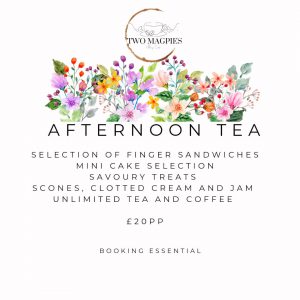 TWO MAGPIES
AFTERNOON TEA
SELECTION OF FINGER SANDWICHES
MINI CAKE SELECTION
SAVOURY TREATS
SCONES, CLOTTED CREAM AND JAM
UNLIMITED TEA AND COFFEE
£20PP
BOOKING ESSENTIAL